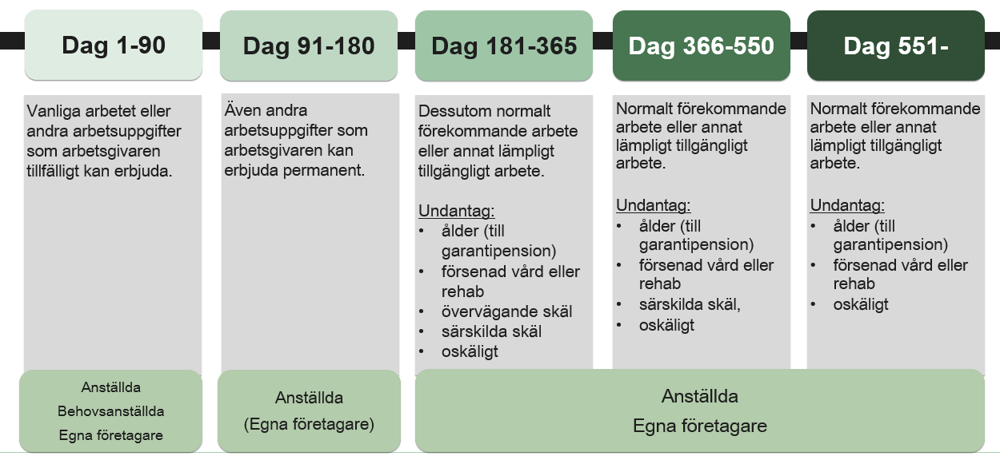 Dag 1-90
Dag 91-180
Dag 181-365
Dag 366-550
Dag 551-
Vanliga arbetet eller
andra arbetsuppgifter
som arbetsgivaren
tillfälligt kan erbjuda.
Även andra
arbetsuppgifter som
arbetsgivaren kan
erbjuda permanent.
Dessutom normalt
förekommande arbete
eller annat lämpligt
tillgängligt arbete.
Undantag:
• ålder (till
garantipension)
• försenad vård eller
rehab
• övervägande skäl
• särskilda skäl
• oskäligt
Normalt förekommande
arbete eller annat
lämpligt tillgängligt
arbete.
Undantag:
• ålder (till
garantipension)
• försenad vård eller
rehab
• särskilda skäl,
• oskäligt
Normalt förekommande
arbete eller annat
lämpligt tillgängligt
arbete.
Undantag:
• ålder (till
garantipension)
• försenad vård eller
rehab
• oskäligt
Anställda
Behovsanställda
Egna företagare
Anställda
(Egna företagare)
Anställda
Egna företagare